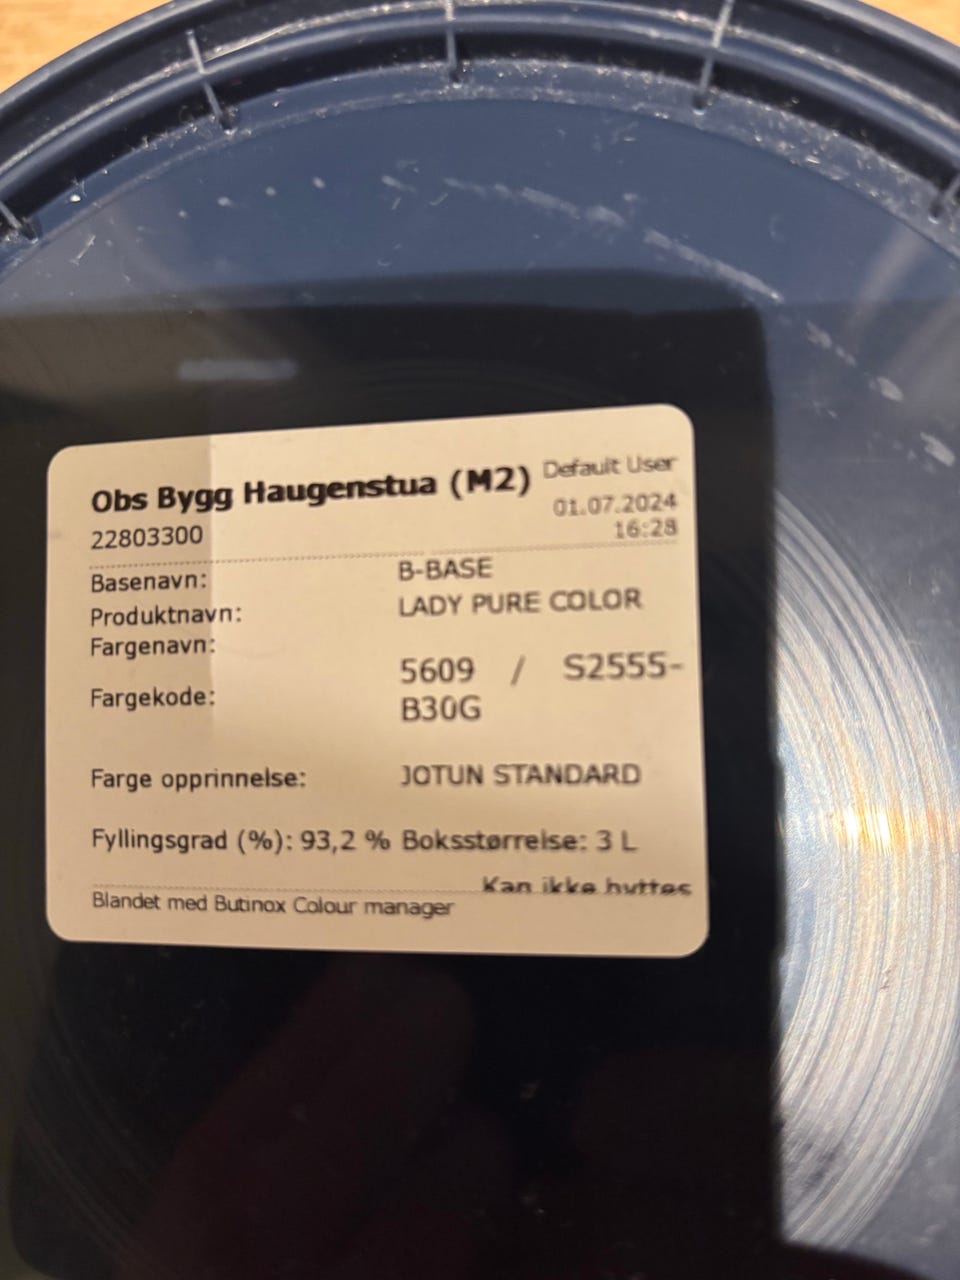 Obs Bygg Haugenstua (M2) Default User
22803300 01.07.2024
16:28
Basenavn: B-BASE
Produktnavn: LADY PURE COLOR
Fargenavn:
Fargekode: 5609 / S2555-
B30G
Farge opprinnelse: JOTUN STANDARD
Fyllingsgrad (%): 93,2 % Boksstørrelse: 3 L
Kan ikke byttes
Blandet med Butinox Colour manager